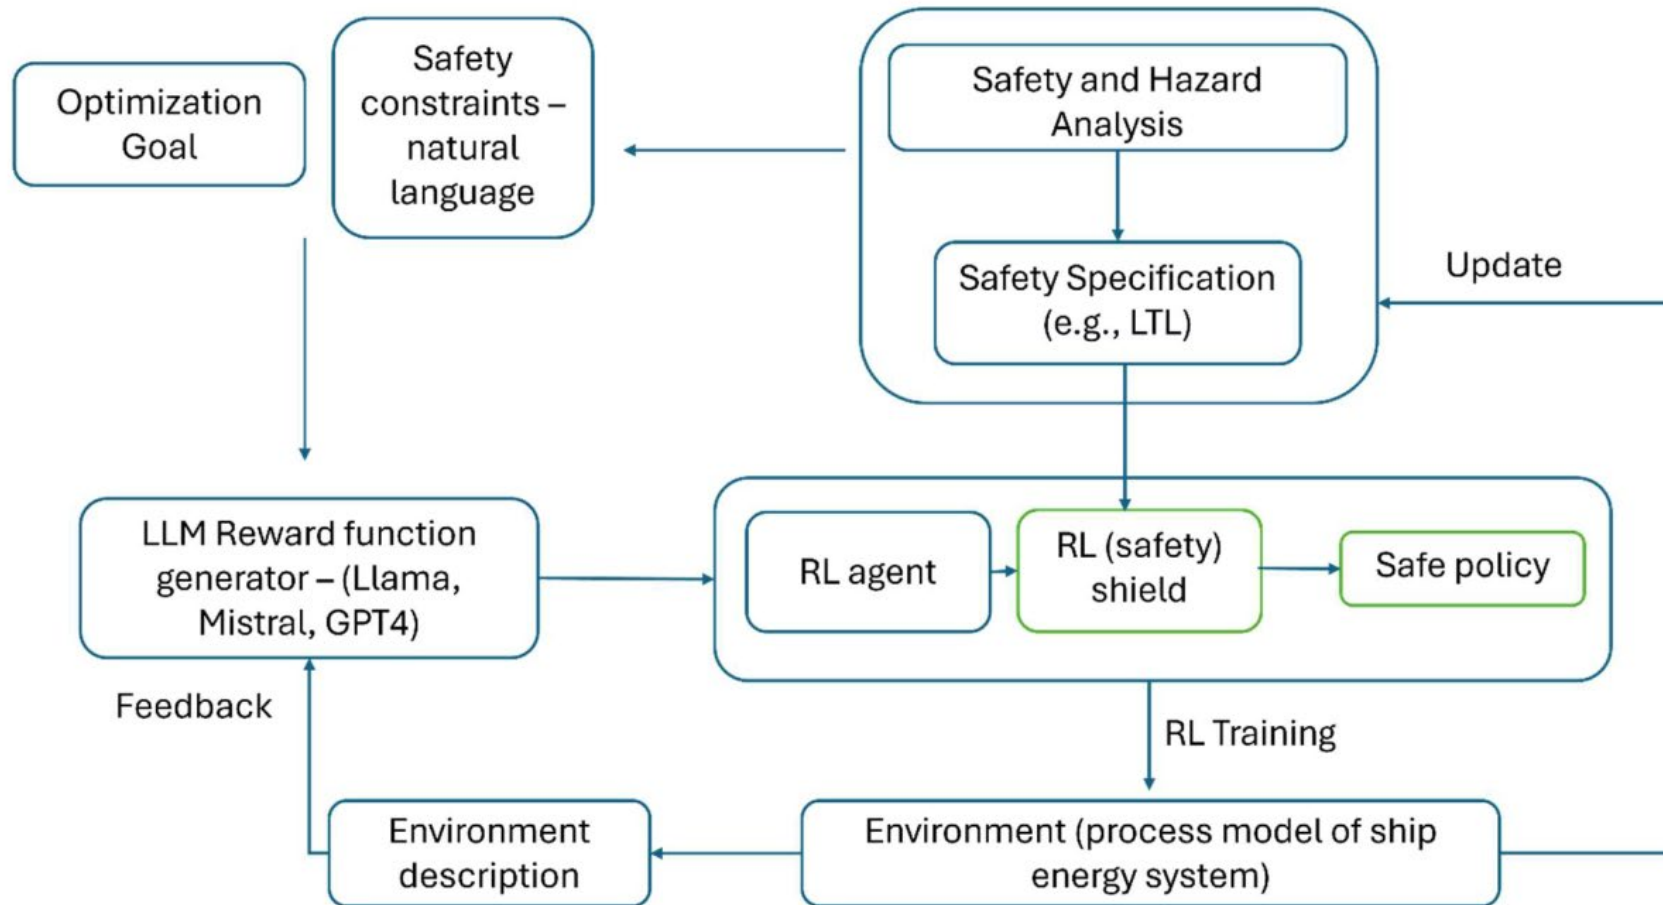 Optimization
Goal
Safety
constraints –
natural
language
Safety and Hazard
Analysis
Safety Specification
(e.g., LTL)
Update
LLM Reward function
generator – (Llama,
Mistral, GPT4)
RL agent
RL (safety)
shield
Safe policy
Feedback
RL Training
Environment
description
Environment (process model of ship
energy system)